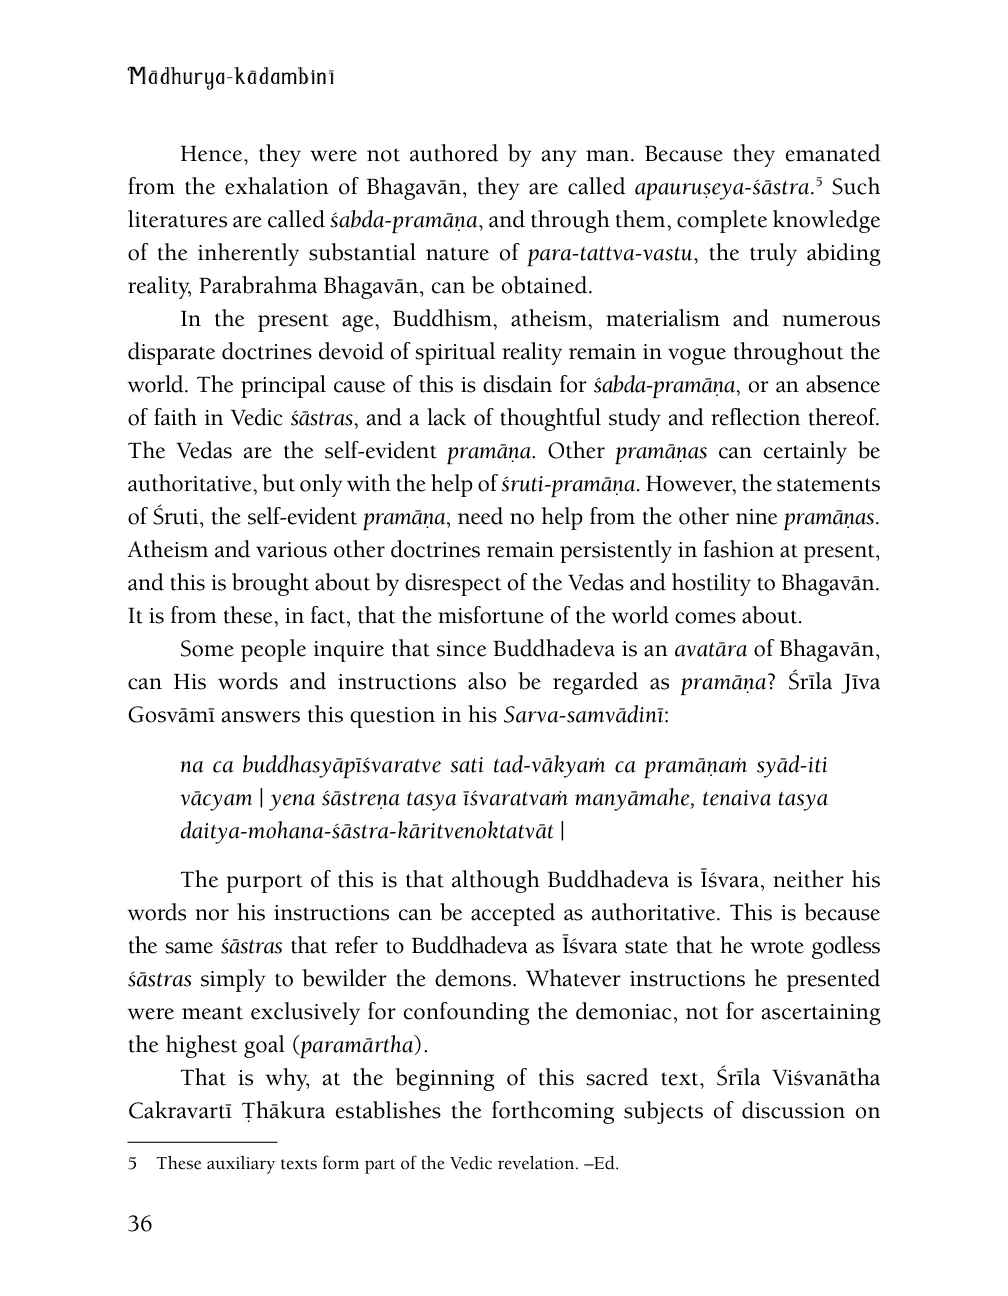 Mādhurya-kādambinī
Hence, they were not authored by any man. Because they emanated
from the exhalation of Bhagavān, they are called apauruṣeya-śāstra.5 Such
literatures are called śabda-pramāṇa, and through them, complete knowledge
of the inherently substantial nature of para-tattva-vastu, the truly abiding
reality, Parabrahma Bhagavān, can be obtained.
In the present age, Buddhism, atheism, materialism and numerous
disparate doctrines devoid of spiritual reality remain in vogue throughout the
world. The principal cause of this is disdain for śabda-pramāṇa, or an absence
of faith in Vedic śāstras, and a lack of thoughtful study and reflection thereof.
The Vedas are the self-evident pramāṇa. Other pramāṇas can certainly be
authoritative, but only with the help of śruti-pramāṇa. However, the statements
of Śruti, the self-evident pramāṇa, need no help from the other nine pramāṇas.
Atheism and various other doctrines remain persistently in fashion at present,
and this is brought about by disrespect of the Vedas and hostility to Bhagavān.
It is from these, in fact, that the misfortune of the world comes about.
Some people inquire that since Buddhadeva is an avatāra of Bhagavān,
can His words and instructions also be regarded as pramāṇa? Śrīla Jīva
Gosvāmī answers this question in his Sarva-samvādinī:
na ca buddhasyāpīśvaratve sati tad-vākyaṁ ca pramāṇaṁ syād-iti
vācyam | yena śāstreṇa tasya īśvaratvaṁ manyāmahe, tenaiva tasya
daitya-mohana-śāstra-kāritvenoktatvāt |
The purport of this is that although Buddhadeva is Īśvara, neither his
words nor his instructions can be accepted as authoritative. This is because
the same śāstras that refer to Buddhadeva as Īśvara state that he wrote godless
śāstras simply to bewilder the demons. Whatever instructions he presented
were meant exclusively for confounding the demoniac, not for ascertaining
the highest goal (paramārtha).
That is why, at the beginning of this sacred text, Śrīla Viśvanātha
Cakravartī Ṭhākura establishes the forthcoming subjects of discussion on
5 These auxiliary texts form part of the Vedic revelation. –Ed.
36